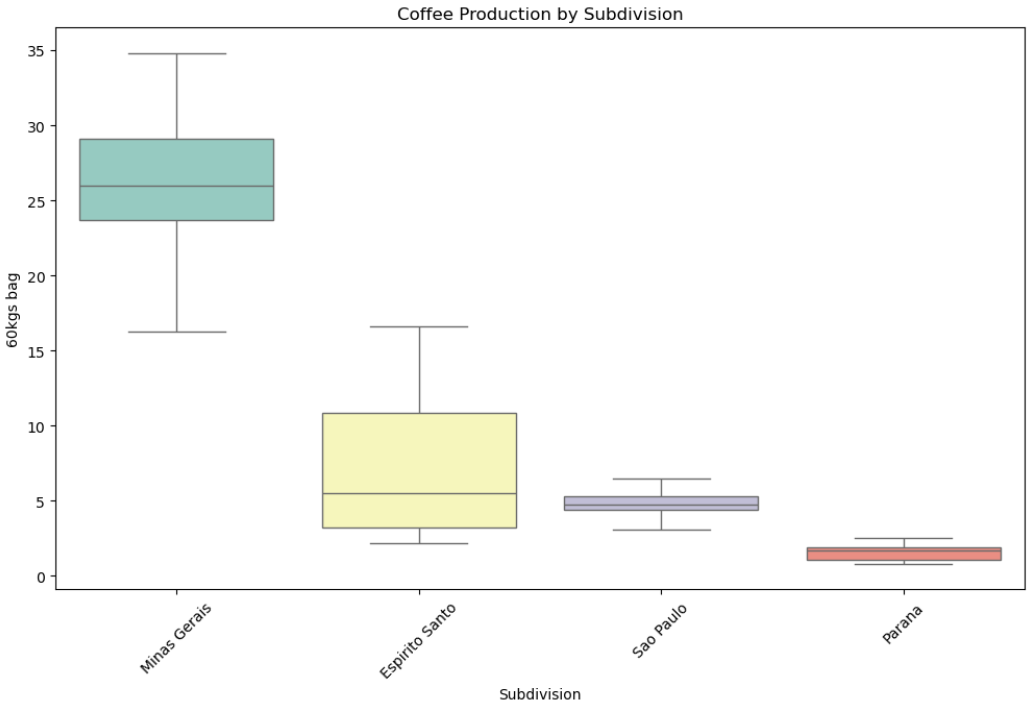 Coffee Production by Subdivision
35
30
25
20
15
10
5
0
60kgs bag
Minas Gerais
Espirito Santo
Sao Paulo
Parana
Subdivision